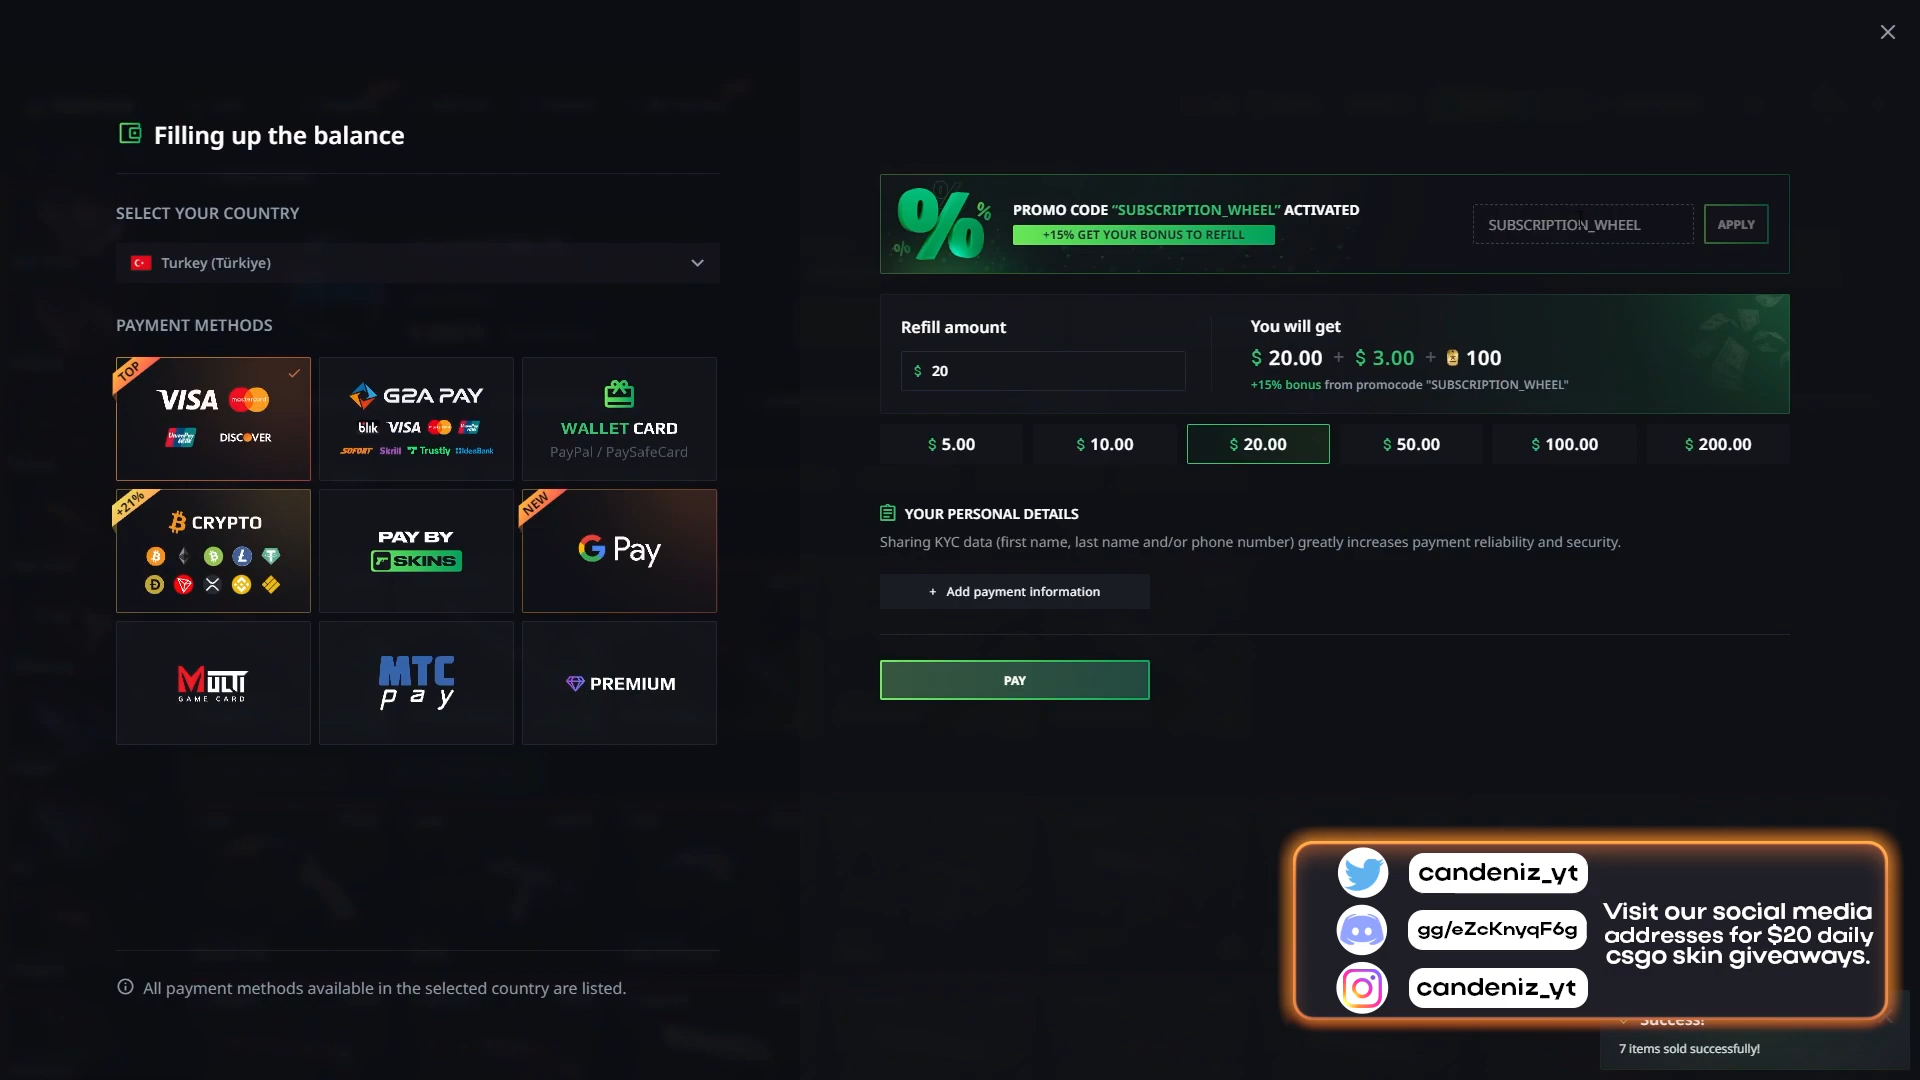 Filling up the balance
SELECT YOUR COUNTRY
Turkey (Türkiye)
PAYMENT METHODS
TOP
VISA mastercard
UnionPay DISCOVER
G2A PAY
blik VISA
SOFORT Skrill Trustly IdeaBank
WALLET CARD
PayPal / PaySafeCard
+21%
CRYPTO
PAY BY
SKINS
NEW
G Pay
MULTI
GAME CARD
MTC
pay
PREMIUM
All payment methods available in the selected country are listed.
PROMO CODE “SUBSCRIPTION_WHEEL” ACTIVATED
+15% GET YOUR BONUS TO REFILL
SUBSCRIPTION_WHEEL
APPLY
Refill amount
$ 20
You will get
$ 20.00 + $ 3.00 + 100
+15% bonus from promocode "SUBSCRIPTION_WHEEL"
$ 5.00
$ 10.00
$ 20.00
$ 50.00
$ 100.00
$ 200.00
YOUR PERSONAL DETAILS
Sharing KYC data (first name, last name and/or phone number) greatly increases payment reliability and security.
+ Add payment information
PAY
candeniz_yt
gg/eZcKnyqF6g
candeniz_yt
Visit our social media
addresses for $20 daily
csgo skin giveaways.
Success!
7 items sold successfully!